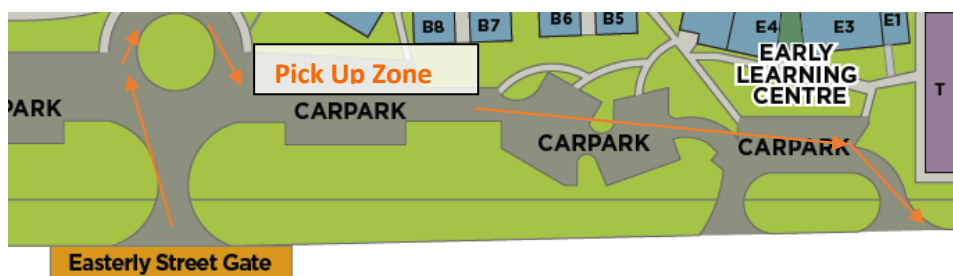 B8
B7
B6
B5
E4
E3
E1
EARLY
LEARNING
CENTRE
T
Pick Up Zone
PARK
CARPARK
CARPARK
CARPARK
Easterly Street Gate